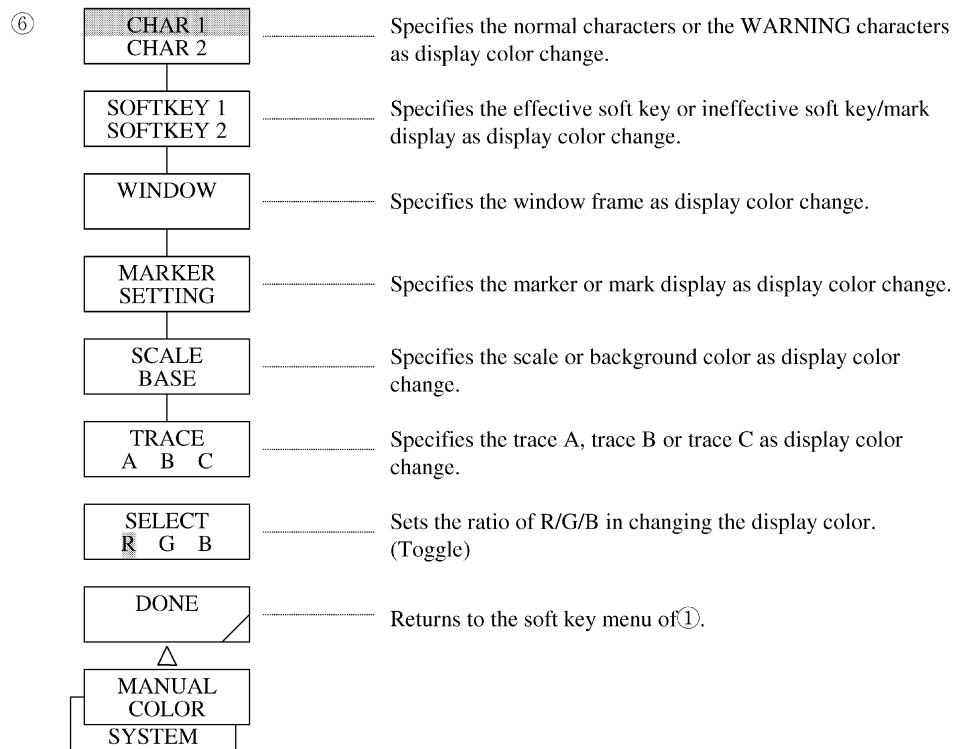 ⑥
CHAR 1
CHAR 2
Specifies the normal characters or the WARNING characters
as display color change.
SOFTKEY 1
SOFTKEY 2
Specifies the effective soft key or ineffective soft key/mark
display as display color change.
WINDOW
Specifies the window frame as display color change.
MARKER
SETTING
Specifies the marker or mark display as display color change.
SCALE
BASE
Specifies the scale or background color as display color
change.
TRACE
A B C
Specifies the trace A, trace B or trace C as display color
change.
SELECT
R G B
Sets the ratio of R/G/B in changing the display color.
(Toggle)
DONE
Returns to the soft key menu of①.
MANUAL
COLOR
SYSTEM